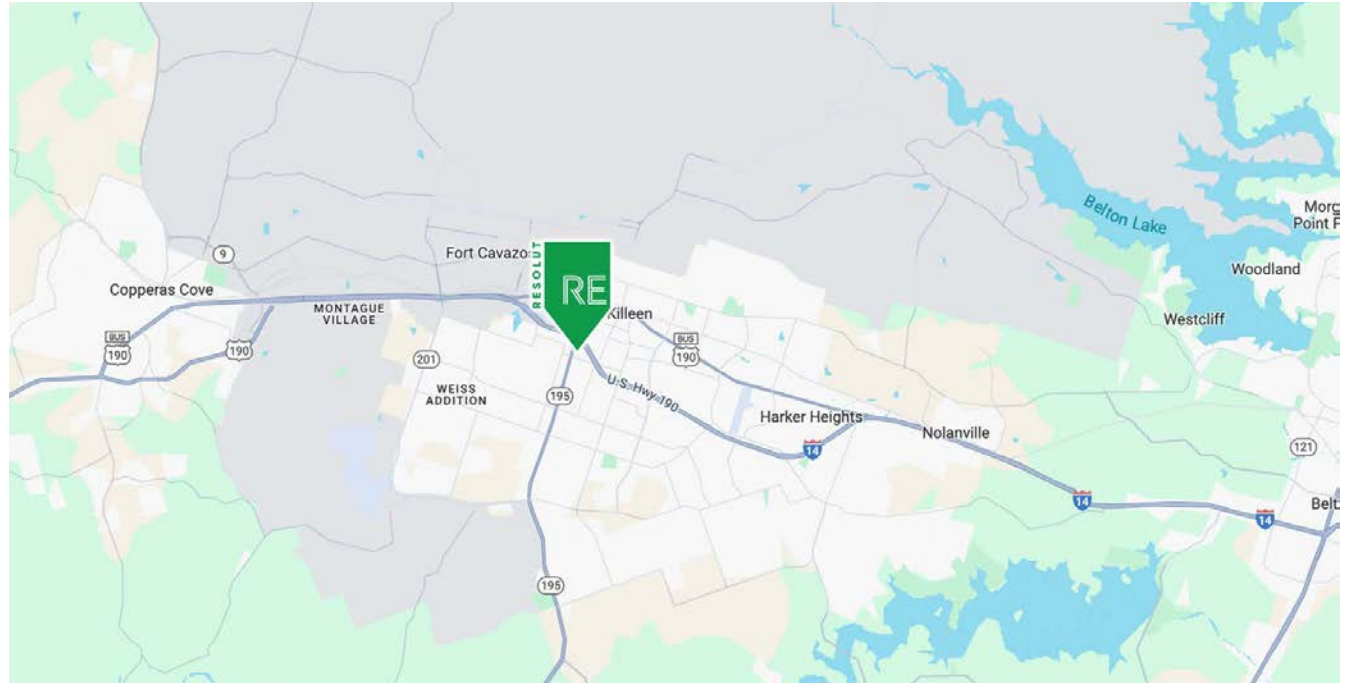 Belton Lake
Morg
Point P
9
Fort Cavazos
RESOLUT
RE
Woodland
Copperas Cove
MONTAGUE
VILLAGE
Killeen
Westcliff
BUS
190
190
201
BUS
190
WEISS
ADDITION
195
U.S. Hwy 190
Harker Heights
Nolanville
14
121
14
Belt
14
195